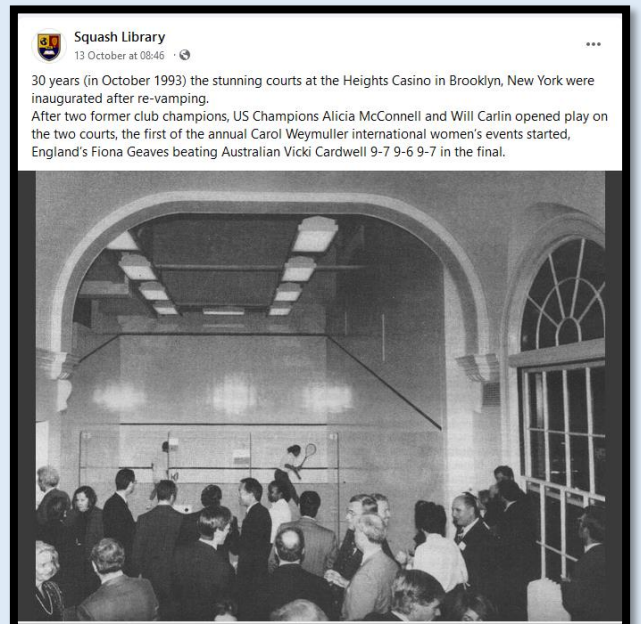 Squash Library
13 October at 08:46 ·
30 years (in October 1993) the stunning courts at the Heights Casino in Brooklyn, New York were
inaugurated after re-vamping.
After two former club champions, US Champions Alicia McConnell and Will Carlin opened play on
the two courts, the first of the annual Carol Weymuller international women's events started,
England's Fiona Geaves beating Australian Vicki Cardwell 9-7 9-6 9-7 in the final.